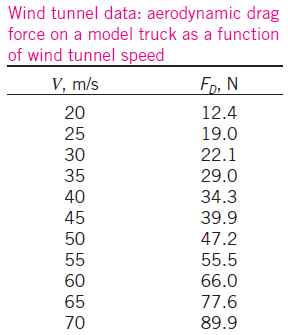 Wind tunnel data: aerodynamic drag
force on a model truck as a function
of wind tunnel speed
V, m/s F_D, N
20 12.4
25 19.0
30 22.1
35 29.0
40 34.3
45 39.9
50 47.2
55 55.5
60 66.0
65 77.6
70 89.9